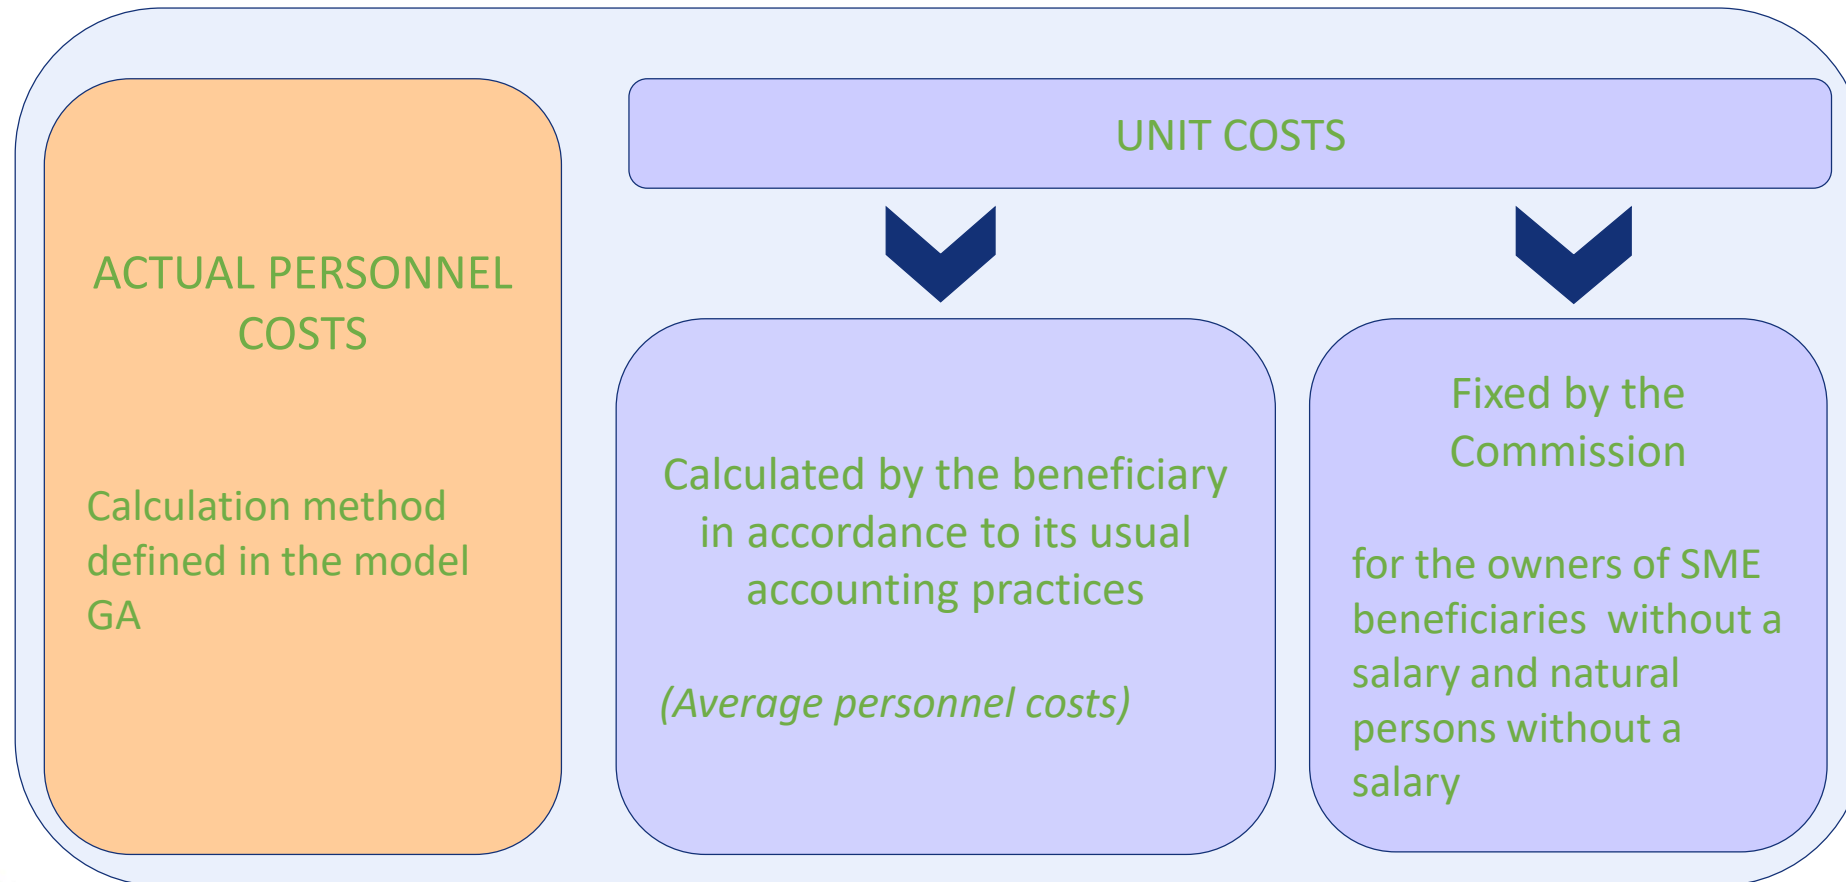 ACTUAL PERSONNEL
COSTS
Calculation method
defined in the model
GA
UNIT COSTS
Calculated by the beneficiary
in accordance to its usual
accounting practices
(Average personnel costs)
Fixed by the
Commission
for the owners of SME
beneficiaries  without a
salary and natural
persons without a
salary